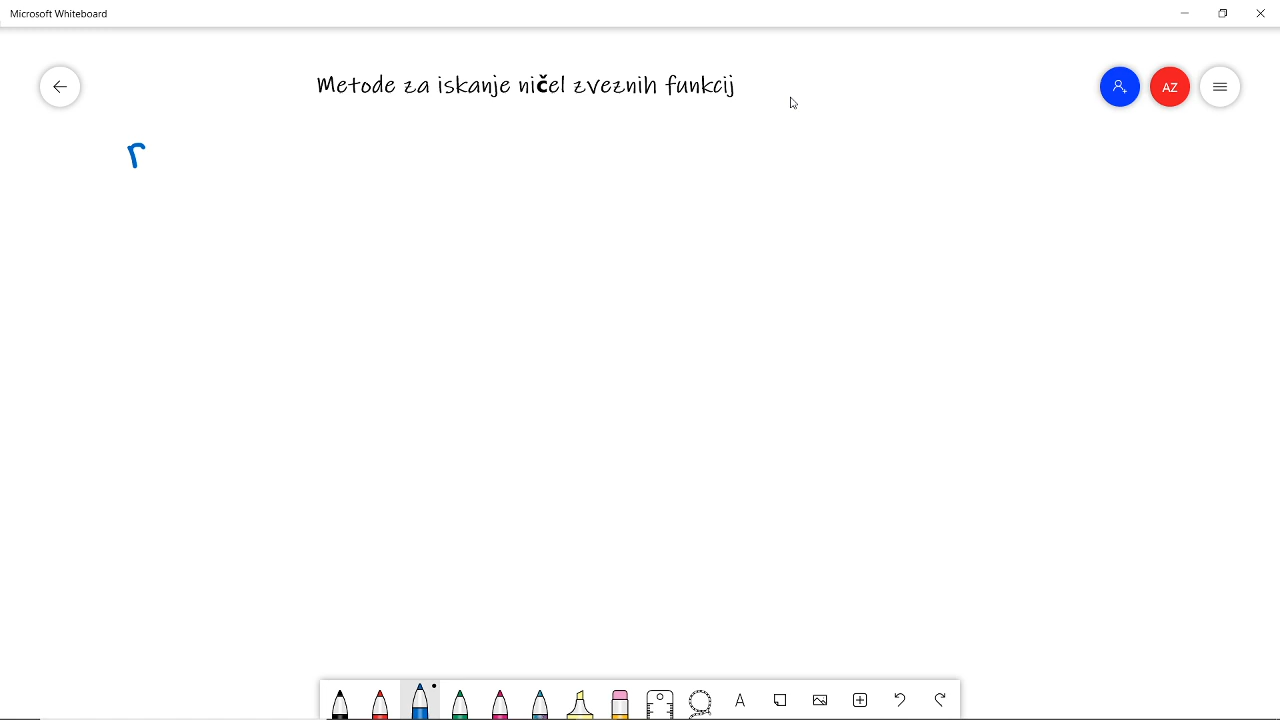 Microsoft Whiteboard
Metode za iskanje ničel zveznih funkcij
AZ
r
A